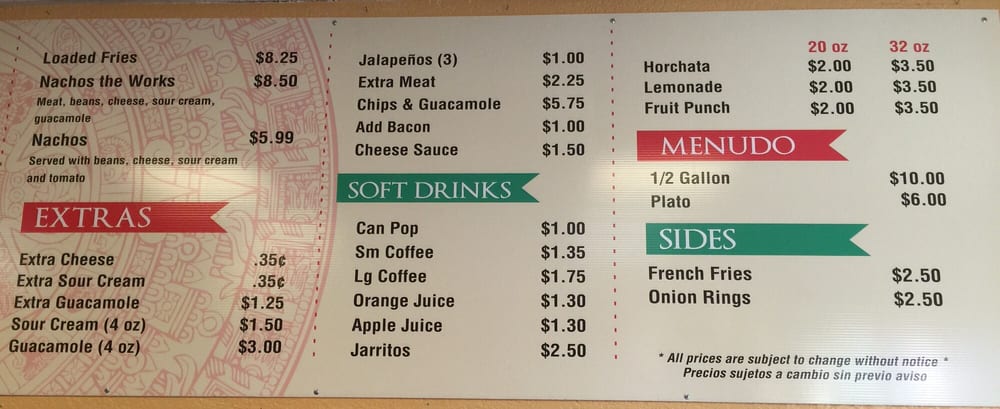 Loaded Fries $8.25
Nachos the Works $8.50
Meat, beans, cheese, sour cream,
guacamole
Nachos $5.99
Served with beans, cheese, sour cream
and tomato
EXTRAS
Extra Cheese .35¢
Extra Sour Cream .35¢
Extra Guacamole $1.25
Sour Cream (4 oz) $1.50
Guacamole (4 oz) $3.00
Jalapeños (3) $1.00
Extra Meat $2.25
Chips & Guacamole $5.75
Add Bacon $1.00
Cheese Sauce $1.50
SOFT DRINKS
Can Pop $1.00
Sm Coffee $1.35
Lg Coffee $1.75
Orange Juice $1.30
Apple Juice $1.30
Jarritos $2.50
20 oz 32 oz
Horchata $2.00 $3.50
Lemonade $2.00 $3.50
Fruit Punch $2.00 $3.50
MENUDO
1/2 Gallon $10.00
Plato $6.00
SIDES
French Fries $2.50
Onion Rings $2.50
* All prices are subject to change without notice *
Precios sujetos a cambio sin previo aviso